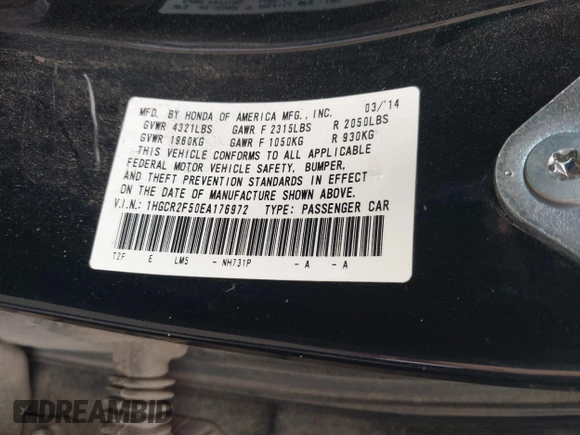 MFD. BY HONDA OF AMERICA MFG., INC. 03/'14
GVWR 4321LBS GAWR F 2315LBS R 2050LBS
GVWR 1960KG GAWR F 1050KG R 930KG
THIS VEHICLE CONFORMS TO ALL APPLICABLE
FEDERAL MOTOR VEHICLE SAFETY, BUMPER,
AND THEFT PREVENTION STANDARDS IN EFFECT
ON THE DATE OF MANUFACTURE SHOWN ABOVE.
V.I.N.: 1HGCR2F50EA176972 TYPE: PASSENGER CAR
T2F E LM5 - NH731P - A - A
DREAMBID